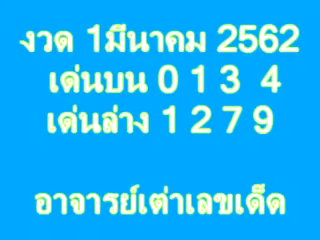 งวด 1มีนาคม 2562
เด่นบน 0 1 3 4
เด่นล่าง 1 2 7 9
อาจารย์เต่าเลขเด็ด